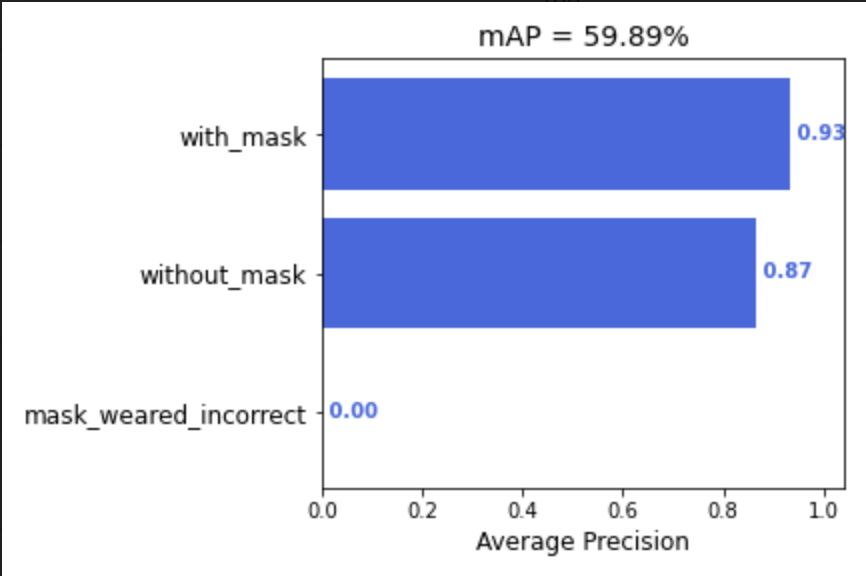 mAP = 59.89%
with_mask
0.93
without_mask
0.87
mask_weared_incorrect
0.00
0.0 0.2 0.4 0.6 0.8 1.0
Average Precision